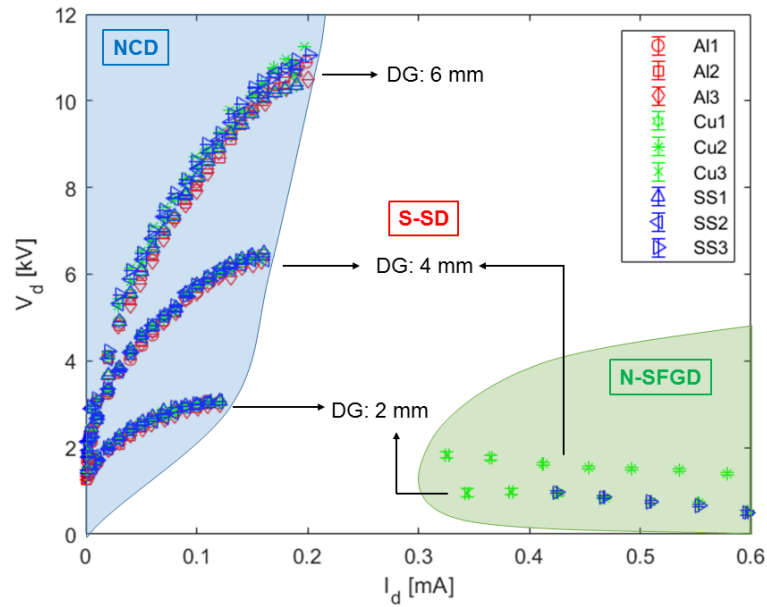 12
10
8
6
4
2
0
V_d [kV]
NCD
DG: 6 mm
S-SD
DG: 4 mm
DG: 2 mm
N-SFGD
Al1
Al2
Al3
Cu1
Cu2
Cu3
SS1
SS2
SS3
0
0.1
0.2
0.3
0.4
0.5
0.6
I_d [mA]